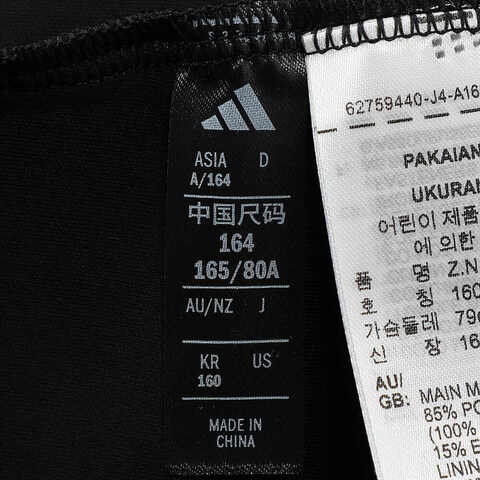 ASIA D
A/164
中国尺码
164
165/80A
AU/NZ J
KR US
160
MADE IN
CHINA
62759440-J4-A16
PAKAIAN
UKURAN
어린이 제품
에 의한
품 명 Z.N
호 칭 160
가슴둘레 79
신 장 16
AU/
GB:
MAIN M
85% PO
(100%
15% E
LININ